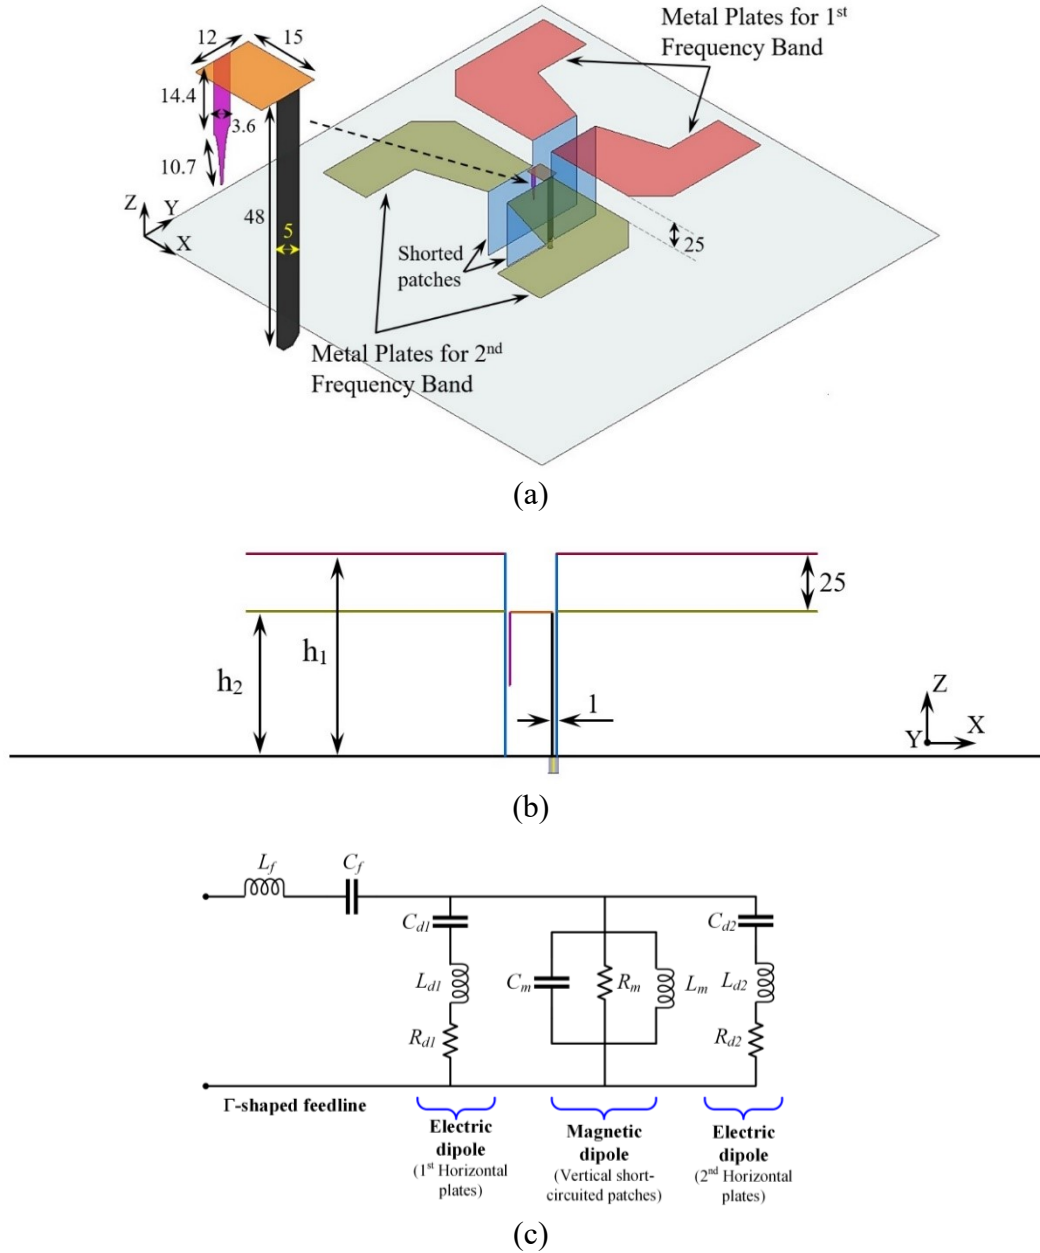 Metal Plates for 1st
Frequency Band
12
15
14.4
3.6
10.7
Z
Y
X
48
5
25
Shorted
patches
Metal Plates for 2nd
Frequency Band
(a)
25
h1
h2
1
Z
X
Y
(b)
Lf
Cf
Cd1
Cd2
Ld1
Cm
Rm
Lm
Ld2
Rd1
Rd2
Γ-shaped feedline
Electric
dipole
(1st Horizontal
plates)
Magnetic
dipole
(Vertical short-
circuited patches)
Electric
dipole
(2nd Horizontal
plates)
(c)